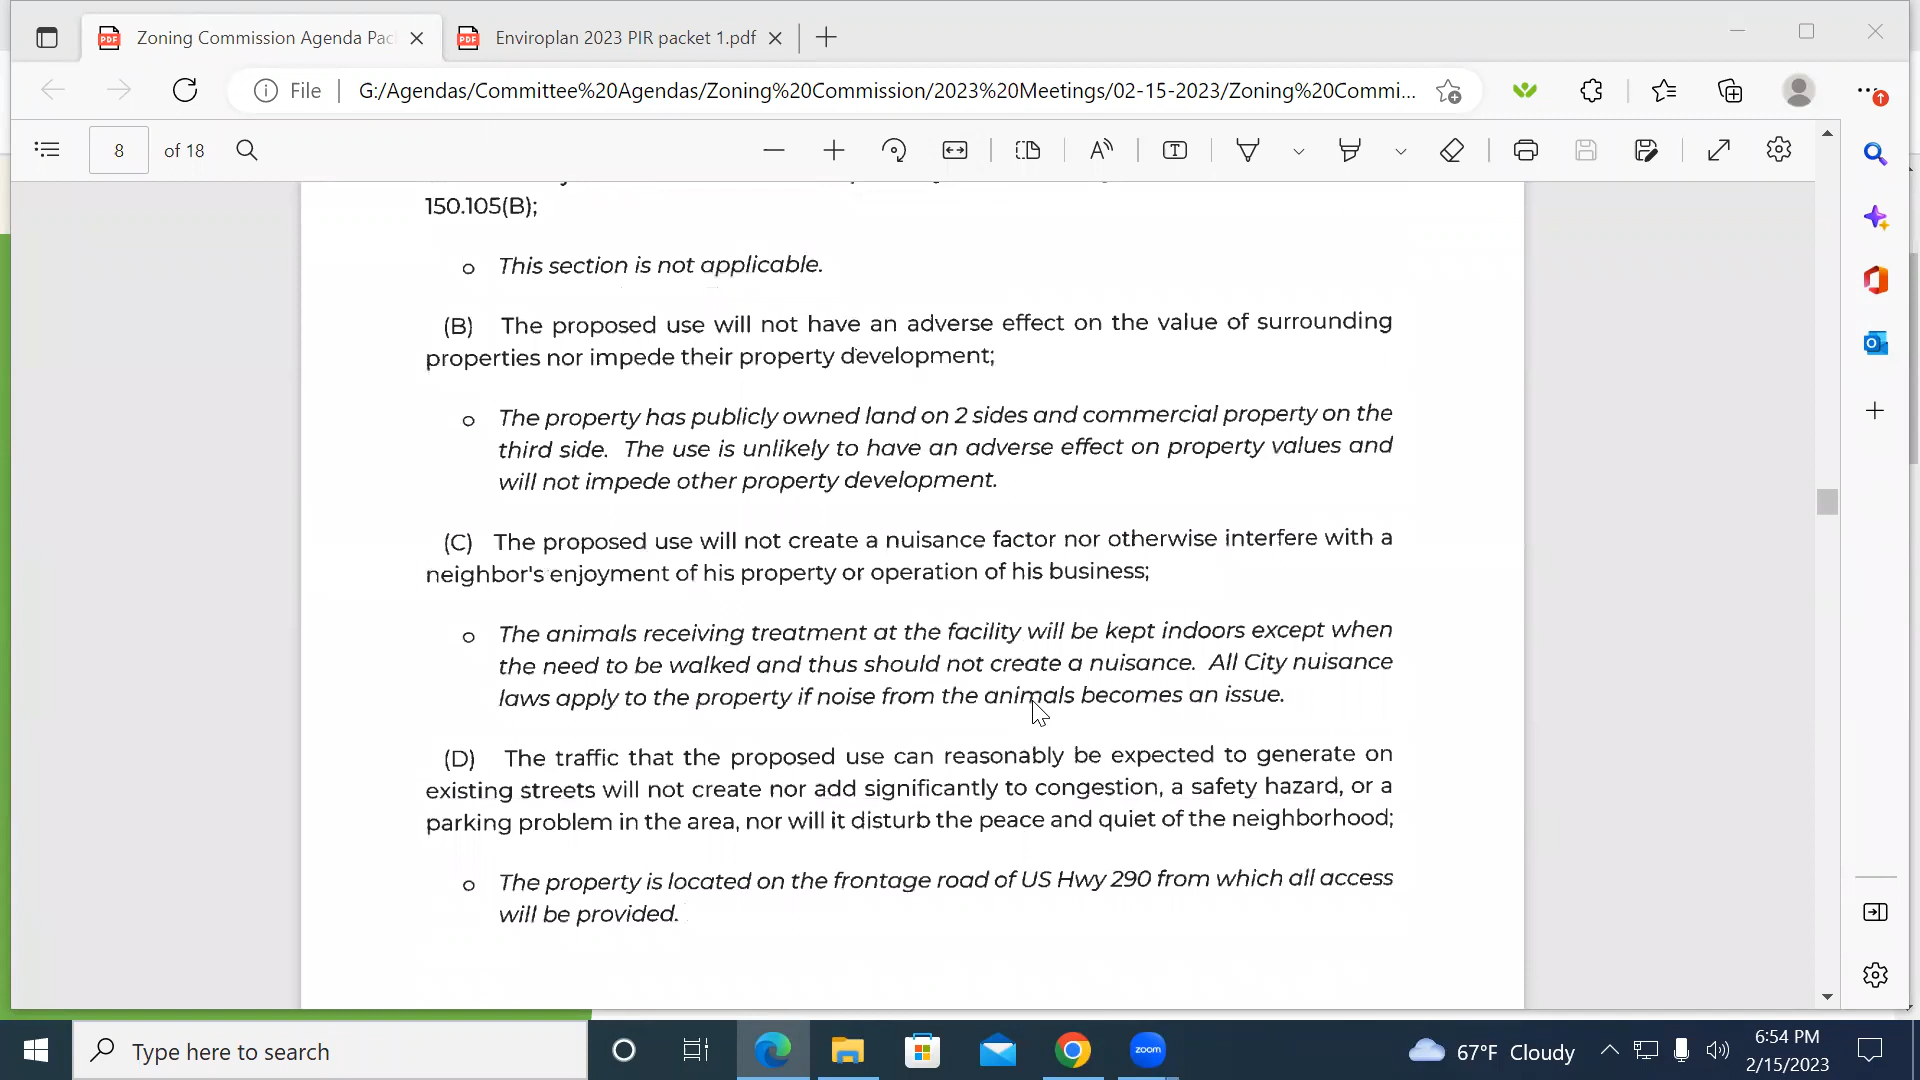 Zoning Commission Agenda Pac
Enviroplan 2023 PIR packet 1.pdf
File
G:/Agendas/Committee%20Agendas/Zoning%20Commission/2023%20Meetings/02-15-2023/Zoning%20Commi...
8 of 18
150.105(B);
o This section is not applicable.
(B) The proposed use will not have an adverse effect on the value of surrounding
properties nor impede their property development;
o The property has publicly owned land on 2 sides and commercial property on the
third side. The use is unlikely to have an adverse effect on property values and
will not impede other property development.
(C) The proposed use will not create a nuisance factor nor otherwise interfere with a
neighbor's enjoyment of his property or operation of his business;
o The animals receiving treatment at the facility will be kept indoors except when
the need to be walked and thus should not create a nuisance. All City nuisance
laws apply to the property if noise from the animals becomes an issue.
(D) The traffic that the proposed use can reasonably be expected to generate on
existing streets will not create nor add significantly to congestion, a safety hazard, or a
parking problem in the area, nor will it disturb the peace and quiet of the neighborhood;
o The property is located on the frontage road of US Hwy 290 from which all access
will be provided.
Type here to search
zoom
67°F Cloudy
6:54 PM
2/15/2023